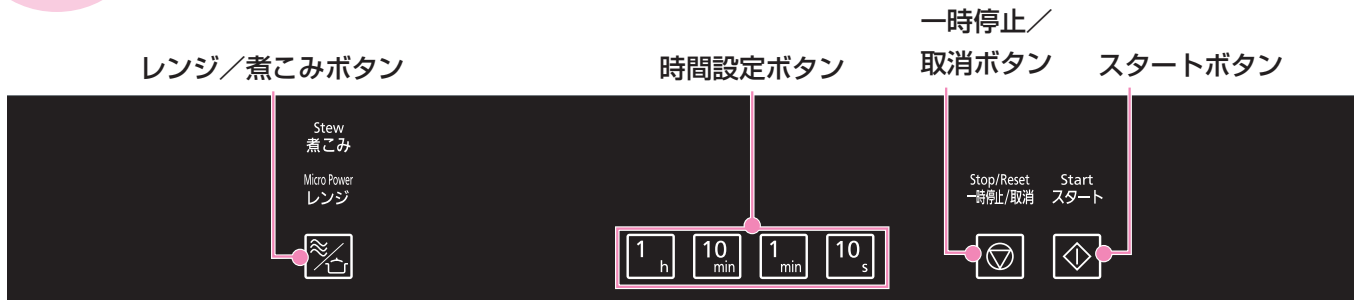 一時停止／
取消ボタン
レンジ／煮こみボタン
時間設定ボタン
スタートボタン
Stew
煮こみ
Micro Power
レンジ
Stop/Reset
一時停止/取消
Start
スタート
1 h
10 min
1 min
10 s